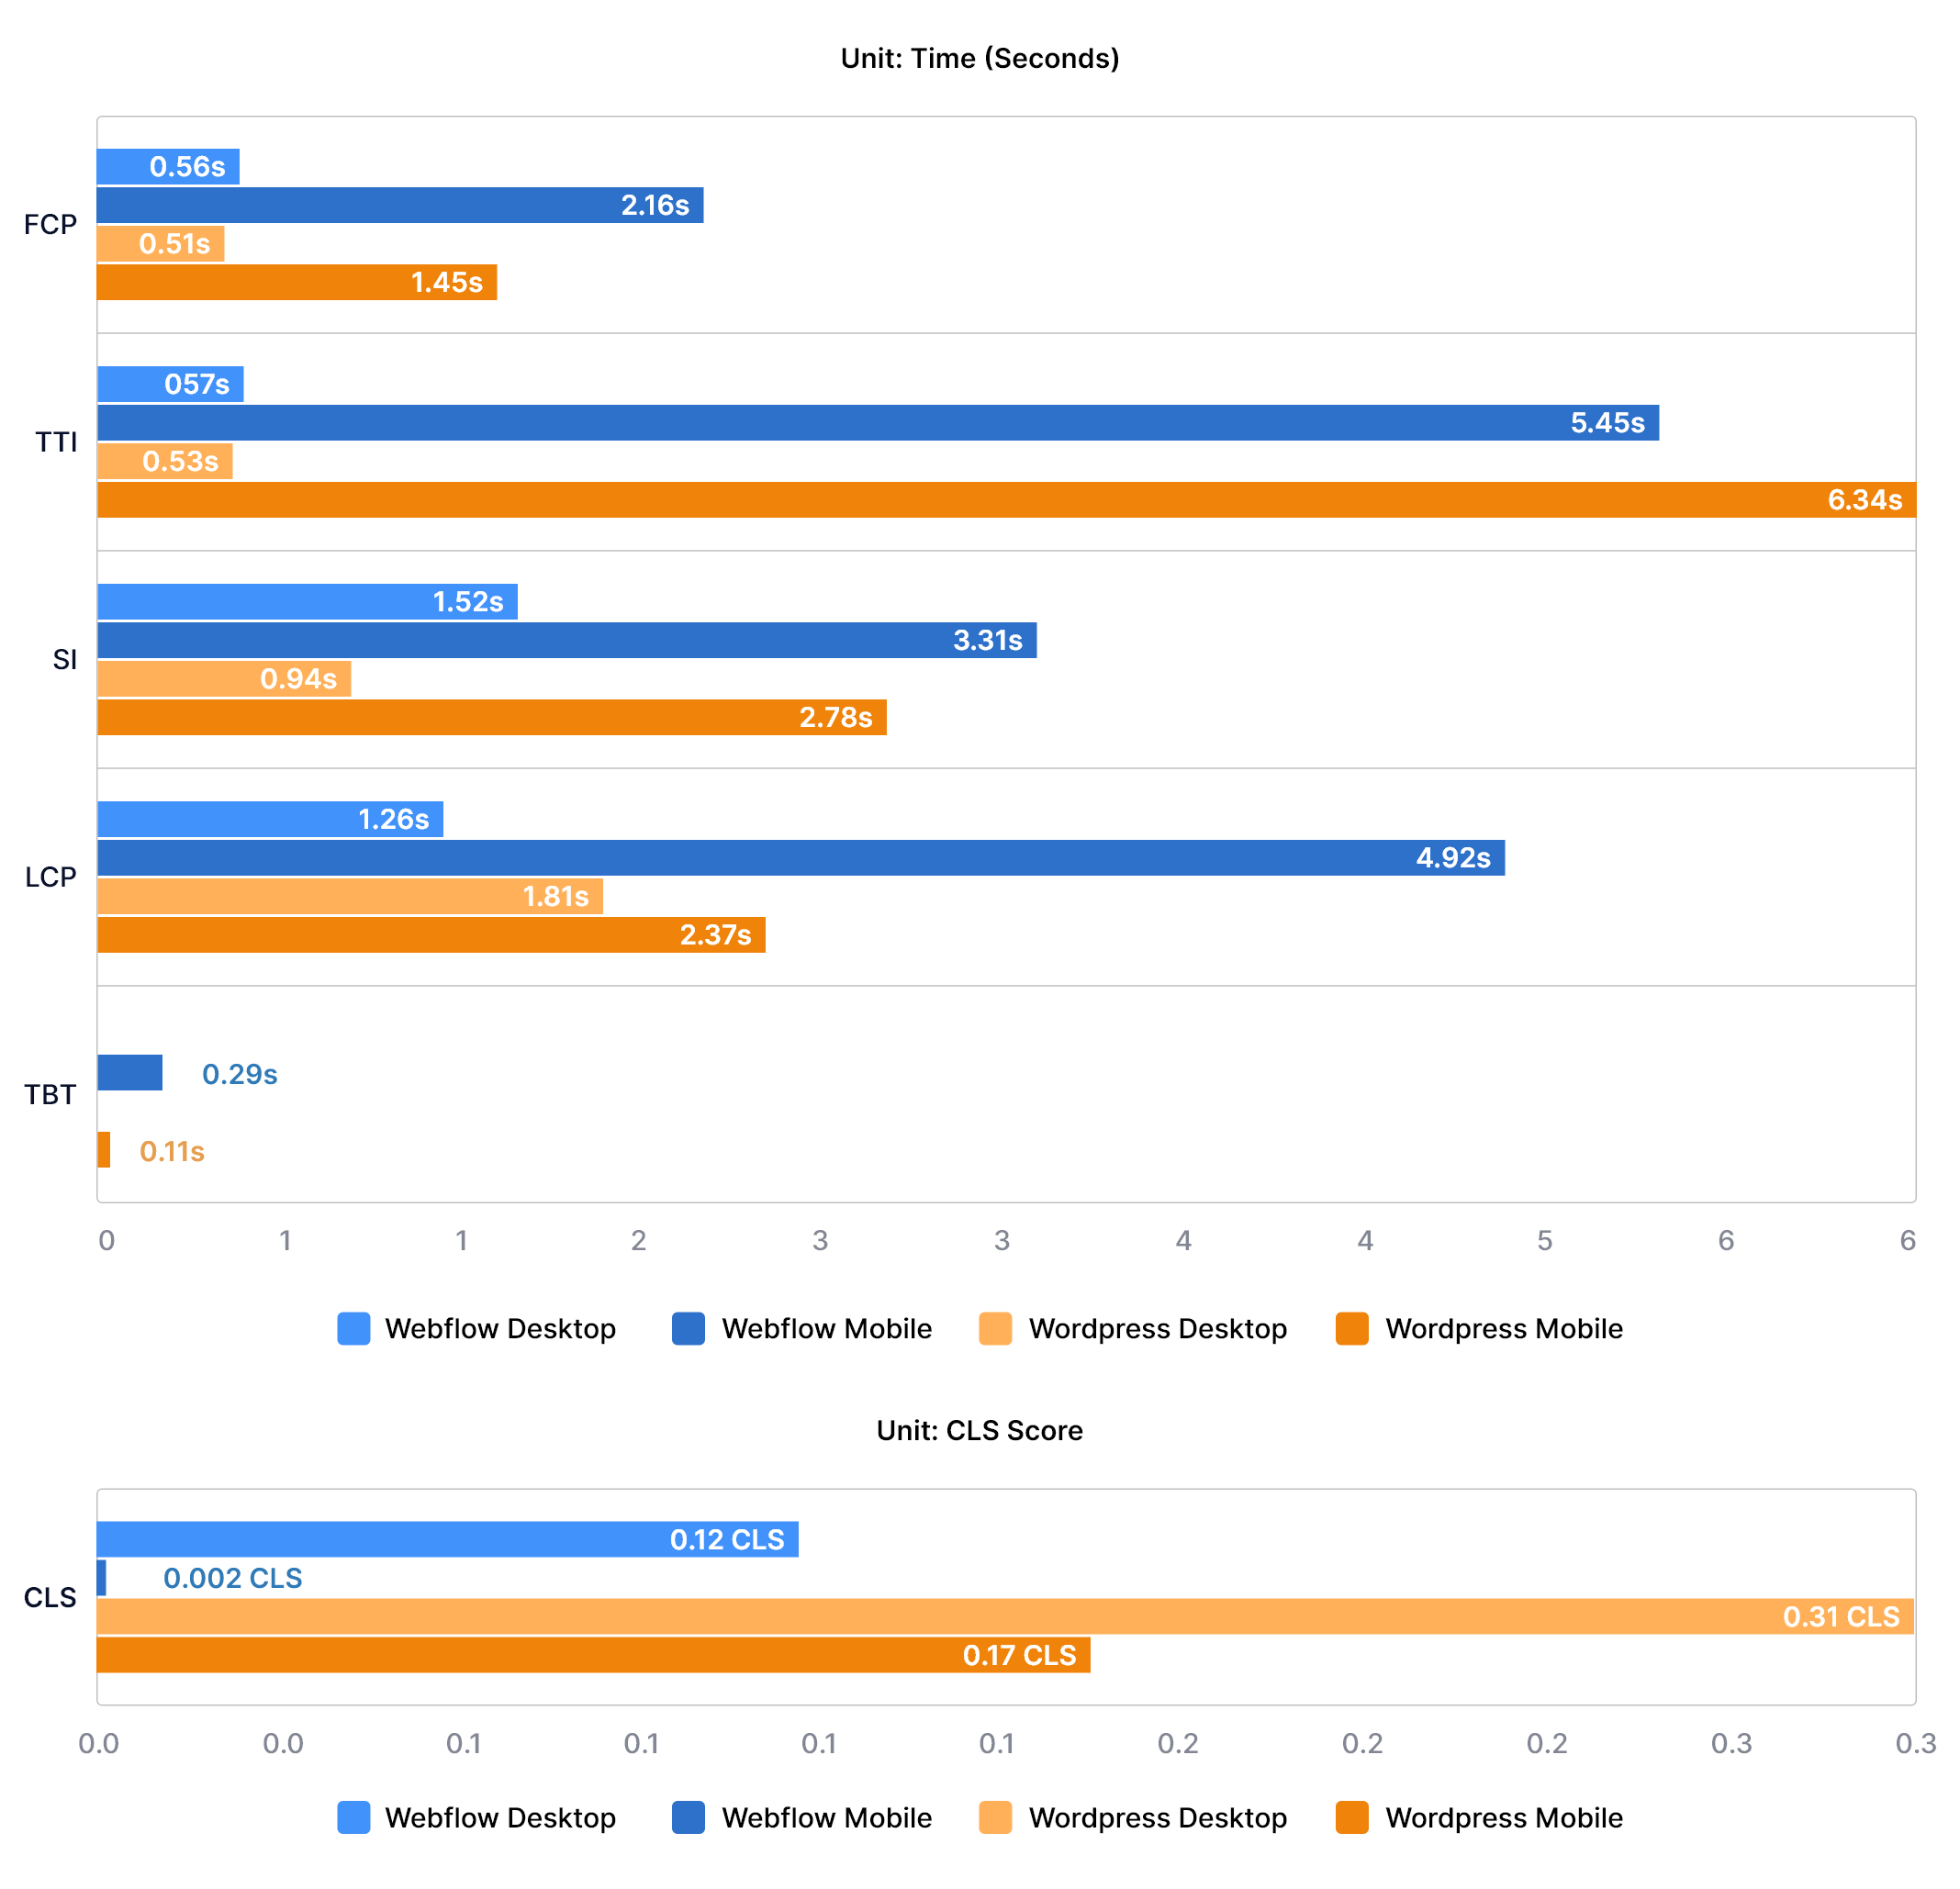 Unit: Time (Seconds)
FCP
0.56s
2.16s
0.51s
1.45s
TTI
057s
5.45s
0.53s
6.34s
SI
1.52s
3.31s
0.94s
2.78s
LCP
1.26s
4.92s
1.81s
2.37s
TBT
0.29s
0.11s
0 1 1 2 3 3 4 4 5 6 6
Webflow Desktop Webflow Mobile Wordpress Desktop Wordpress Mobile
Unit: CLS Score
CLS
0.12 CLS
0.002 CLS
0.31 CLS
0.17 CLS
0.0 0.0 0.1 0.1 0.1 0.1 0.2 0.2 0.2 0.3 0.3
Webflow Desktop Webflow Mobile Wordpress Desktop Wordpress Mobile